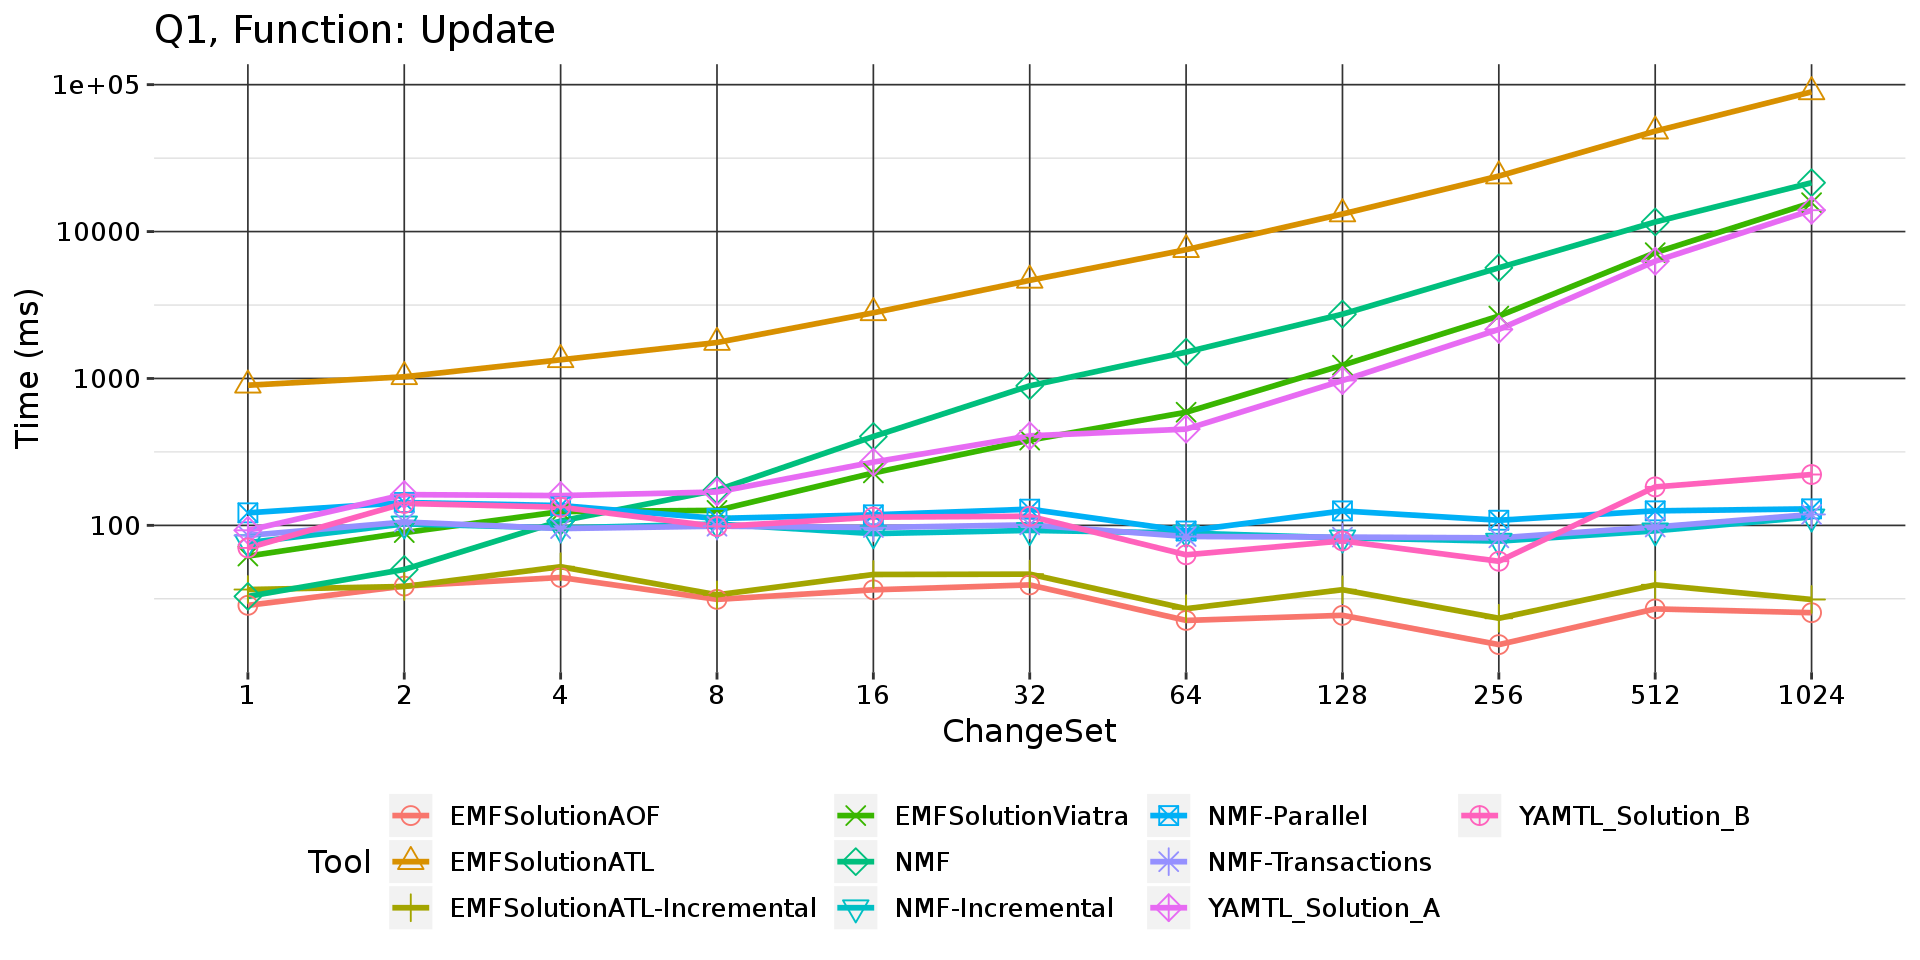 Q1, Function: Update
Time (ms)
1e+05
10000
1000
100
1 2 4 8 16 32 64 128 256 512 1024
ChangeSet
Tool
EMFSolutionAOF
EMFSolutionATL
EMFSolutionATL-Incremental
EMFSolutionViatra
NMF
NMF-Incremental
NMF-Parallel
NMF-Transactions
YAMTL_Solution_A
YAMTL_Solution_B